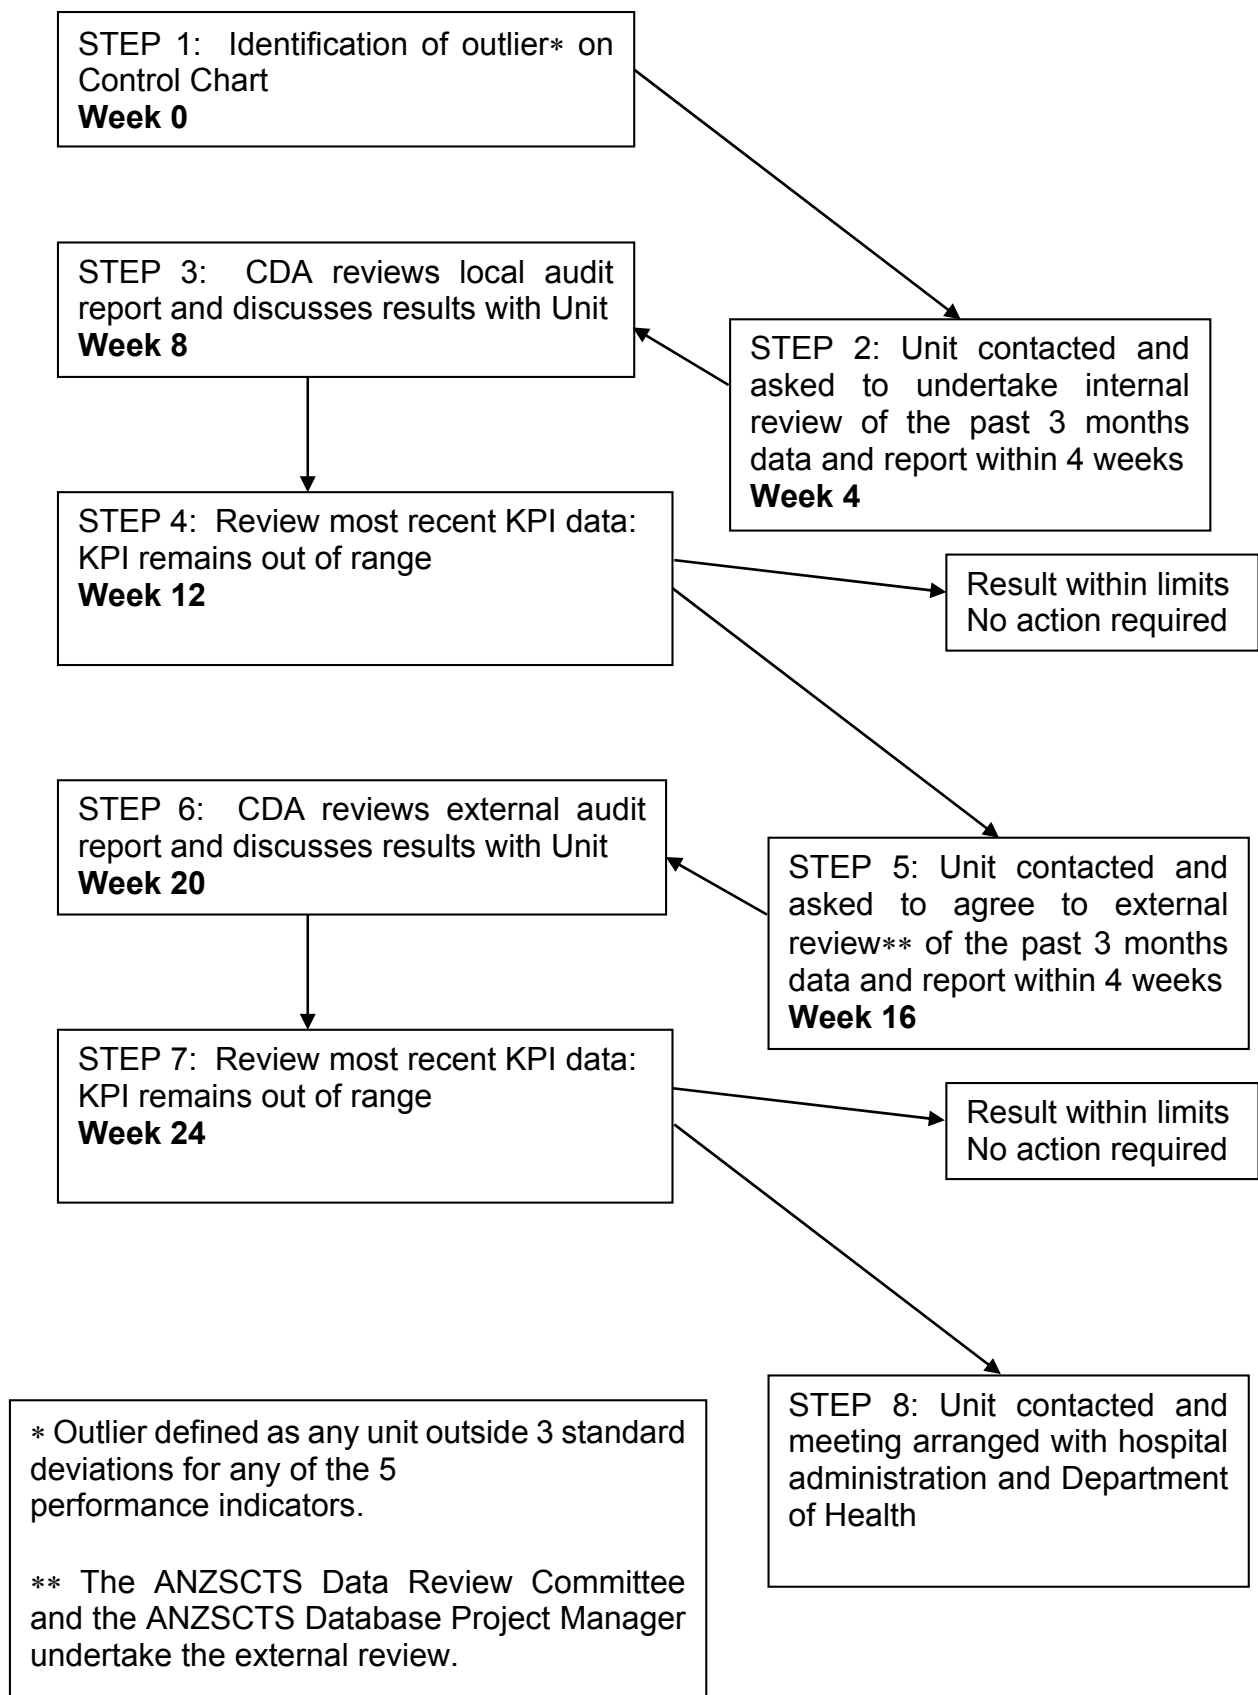 STEP 1: Identification of outlier* on
Control Chart
Week 0
STEP 2: Unit contacted and
asked to undertake internal
review of the past 3 months
data and report within 4 weeks
Week 4
STEP 3: CDA reviews local audit
report and discusses results with Unit
Week 8
STEP 4: Review most recent KPI data:
KPI remains out of range
Week 12
Result within limits
No action required
STEP 5: Unit contacted and
asked to agree to external
review** of the past 3 months
data and report within 4 weeks
Week 16
STEP 6: CDA reviews external audit
report and discusses results with Unit
Week 20
STEP 7: Review most recent KPI data:
KPI remains out of range
Week 24
Result within limits
No action required
STEP 8: Unit contacted and
meeting arranged with hospital
administration and Department
of Health
* Outlier defined as any unit outside 3 standard
deviations for any of the 5
performance indicators.
** The ANZSCTS Data Review Committee
and the ANZSCTS Database Project Manager
undertake the external review.